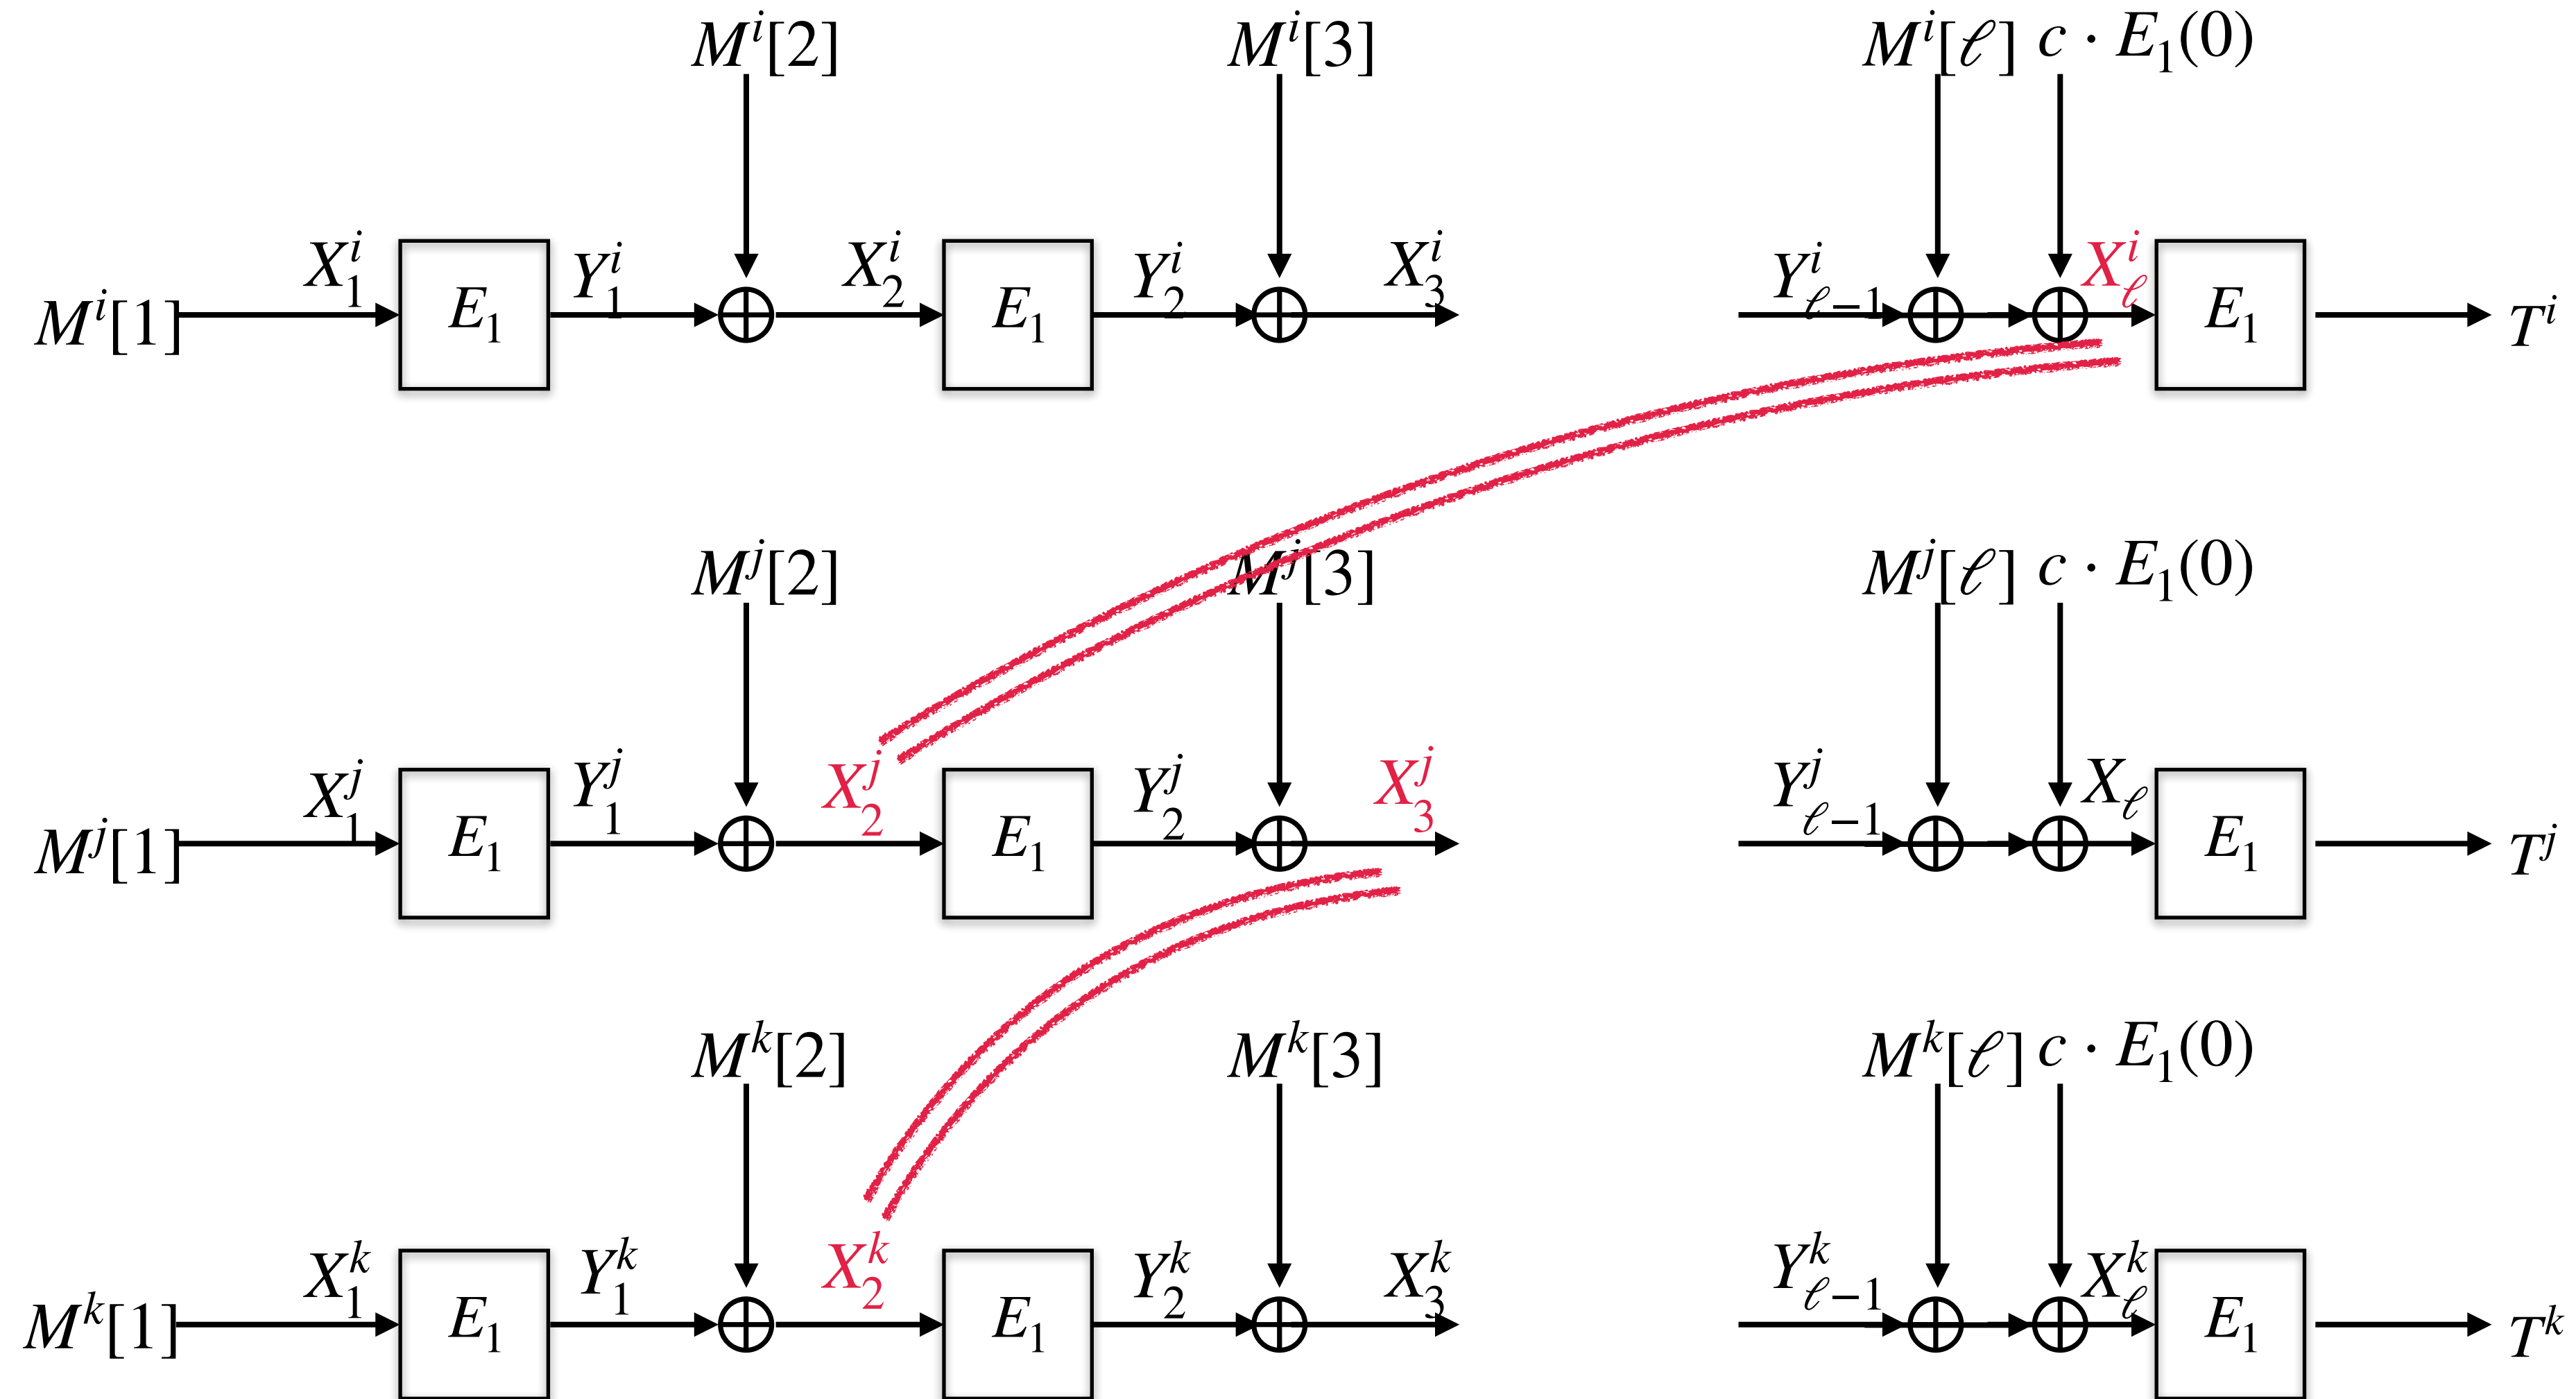 M^i[2] M^i[3] M^i[ℓ] c · E_1(0)
X_1^i Y_1^i X_2^i Y_2^i X_3^i Y_{ℓ−1}^i X_ℓ^i
M^i[1] E_1 E_1 E_1 T^i
M^j[2] M^j[3] M^j[ℓ] c · E_1(0)
X_1^j Y_1^j X_2^j Y_2^j X_3^j Y_{ℓ−1}^j X_ℓ
M^j[1] E_1 E_1 E_1 T^j
M^k[2] M^k[3] M^k[ℓ] c · E_1(0)
X_1^k Y_1^k X_2^k Y_2^k X_3^k Y_{ℓ−1}^k X_ℓ^k
M^k[1] E_1 E_1 E_1 T^k